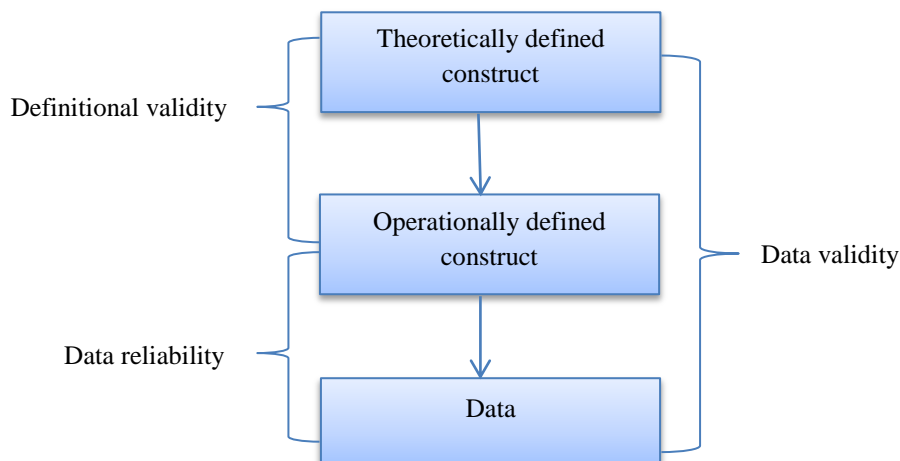 Theoretically defined
construct
Definitional validity
Operationally defined
construct
Data validity
Data reliability
Data